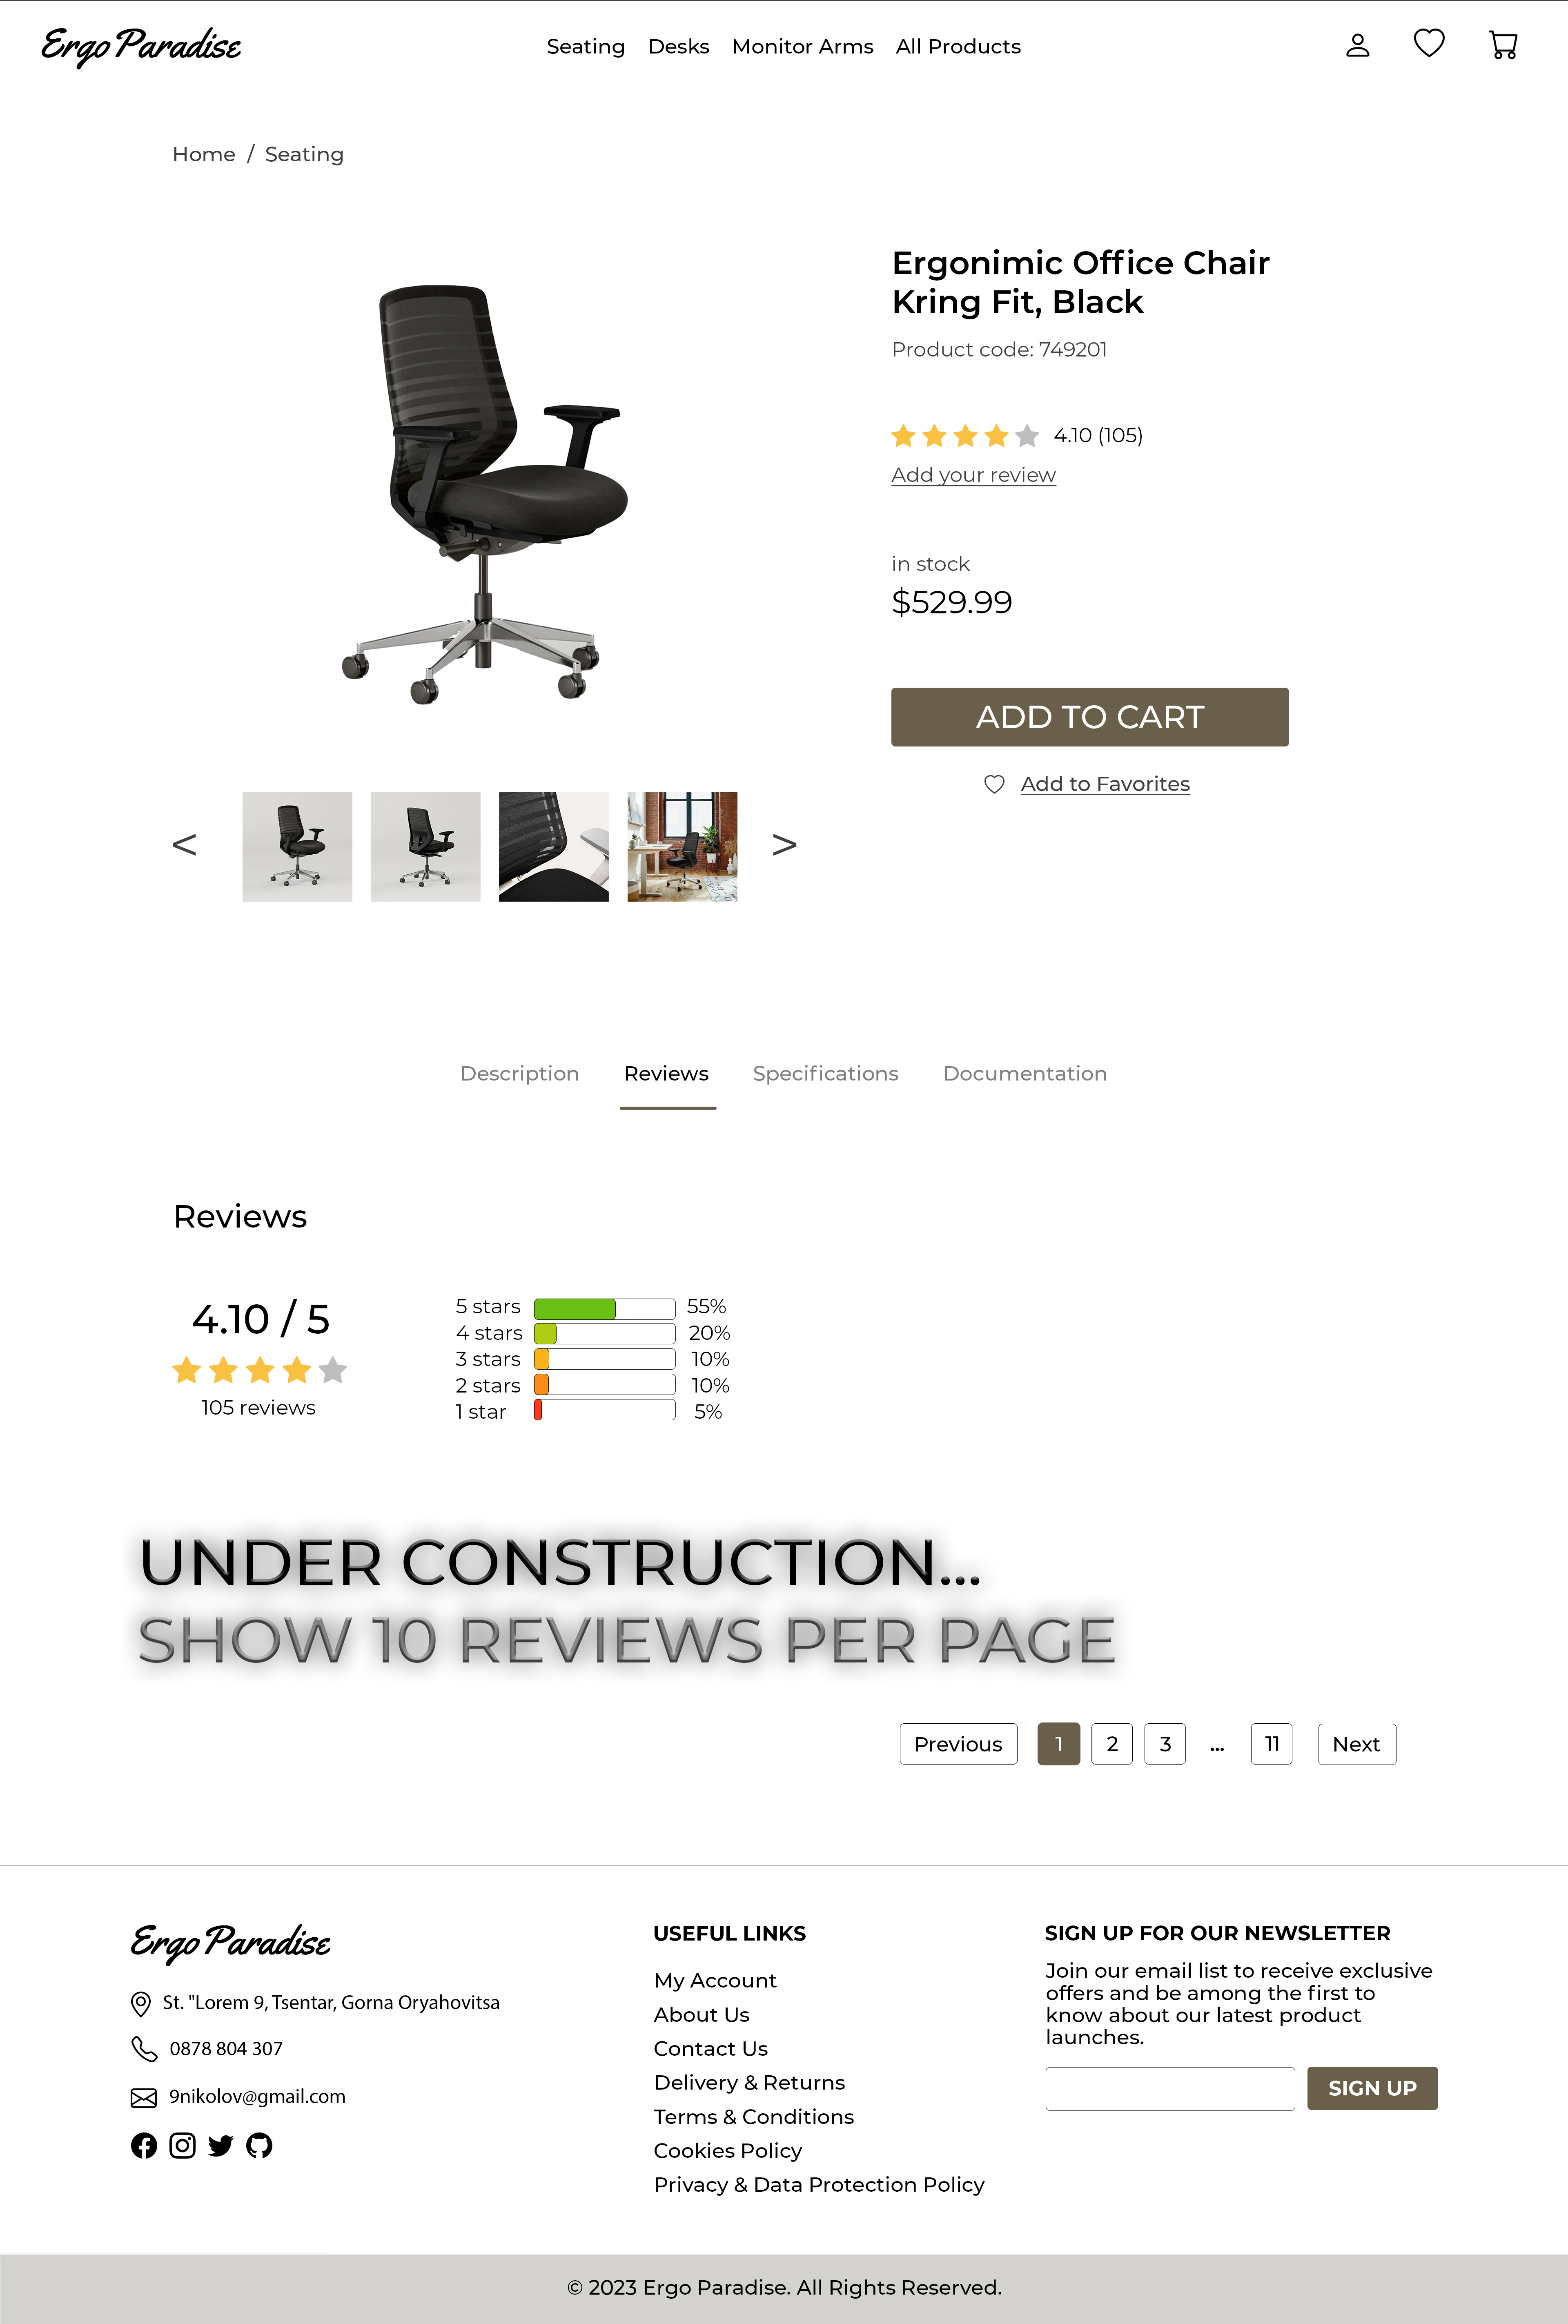 Ergo Paradise
Seating Desks Monitor Arms All Products
Home / Seating
Ergonimic Office Chair
Kring Fit, Black
Product code: 749201
4.10 (105)
Add your review
in stock
$529.99
ADD TO CART
Add to Favorites
< >
Description Reviews Specifications Documentation
Reviews
4.10 / 5
105 reviews
5 stars 55%
4 stars 20%
3 stars 10%
2 stars 10%
1 star 5%
UNDER CONSTRUCTION...
SHOW 10 REVIEWS PER PAGE
Previous 1 2 3 ... 11 Next
Ergo Paradise
St. "Lorem 9, Tsentar, Gorna Oryahovitsa
0878 804 307
9nikolov@gmail.com
USEFUL LINKS
My Account
About Us
Contact Us
Delivery & Returns
Terms & Conditions
Cookies Policy
Privacy & Data Protection Policy
SIGN UP FOR OUR NEWSLETTER
Join our email list to receive exclusive
offers and be among the first to
know about our latest product
launches.
SIGN UP
© 2023 Ergo Paradise. All Rights Reserved.